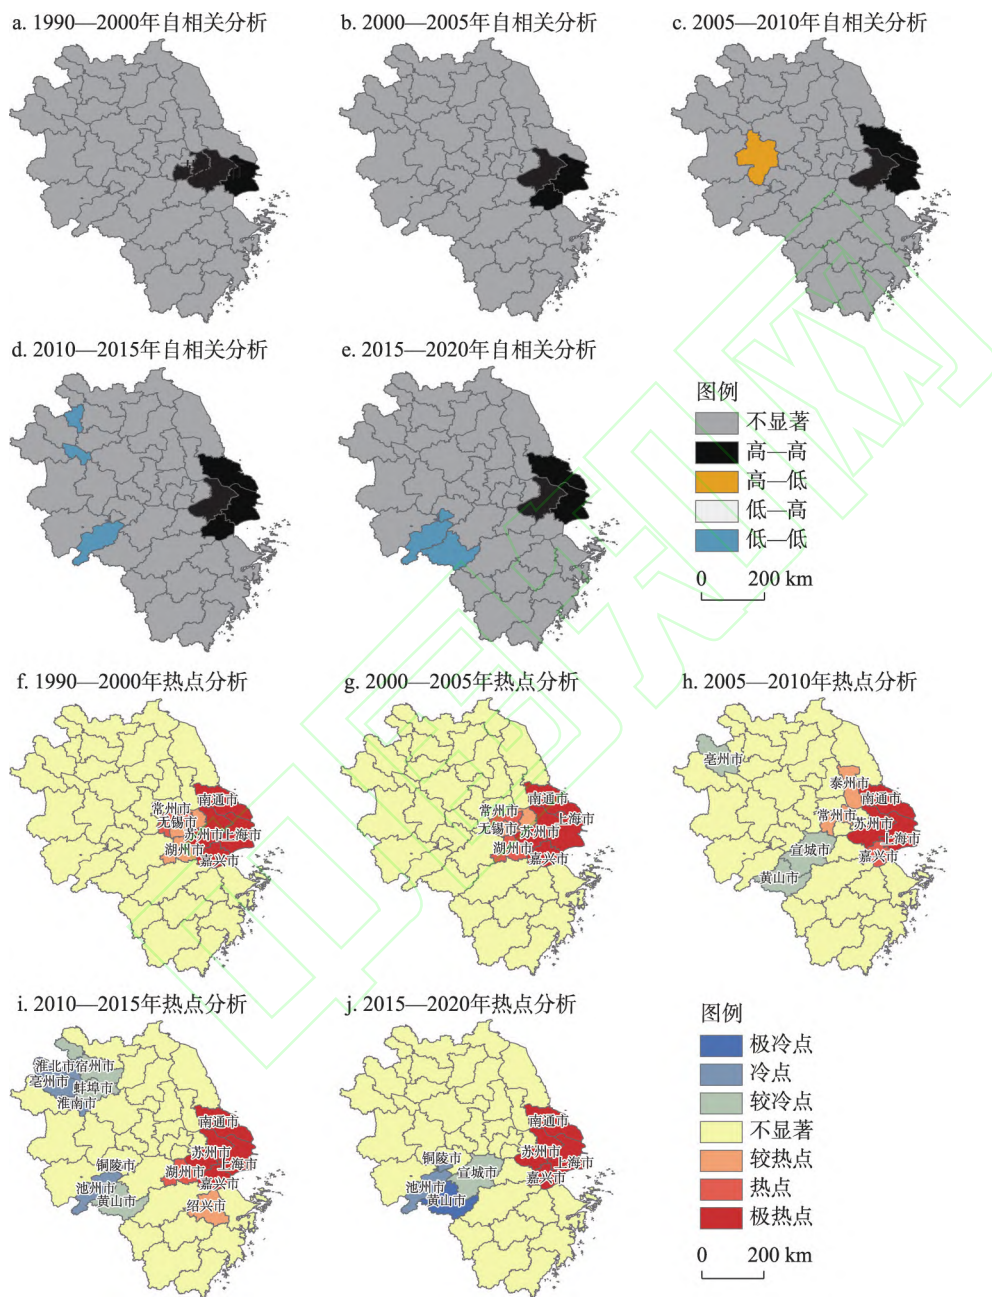 a. 1990—2000年自相关分析
b. 2000—2005年自相关分析
c. 2005—2010年自相关分析
d. 2010—2015年自相关分析
e. 2015—2020年自相关分析
图例
不显著
高—高
高—低
低—高
低—低
0 200 km
f. 1990—2000年热点分析
g. 2000—2005年热点分析
h. 2005—2010年热点分析
南通市
常州市
无锡市
苏州市
上海市
湖州市
嘉兴市
南通市
常州市
上海市
无锡市
苏州市
湖州市
嘉兴市
亳州市
泰州市
南通市
常州市
苏州市
上海市
宣城市
嘉兴市
黄山市
i. 2010—2015年热点分析
j. 2015—2020年热点分析
淮北市
宿州市
亳州市
蚌埠市
淮南市
南通市
苏州市
上海市
铜陵市
湖州市
嘉兴市
池州市
黄山市
绍兴市
南通市
苏州市
上海市
铜陵市
宣城市
嘉兴市
池州市
黄山市
图例
极冷点
冷点
较冷点
不显著
较热点
热点
极热点
0 200 km